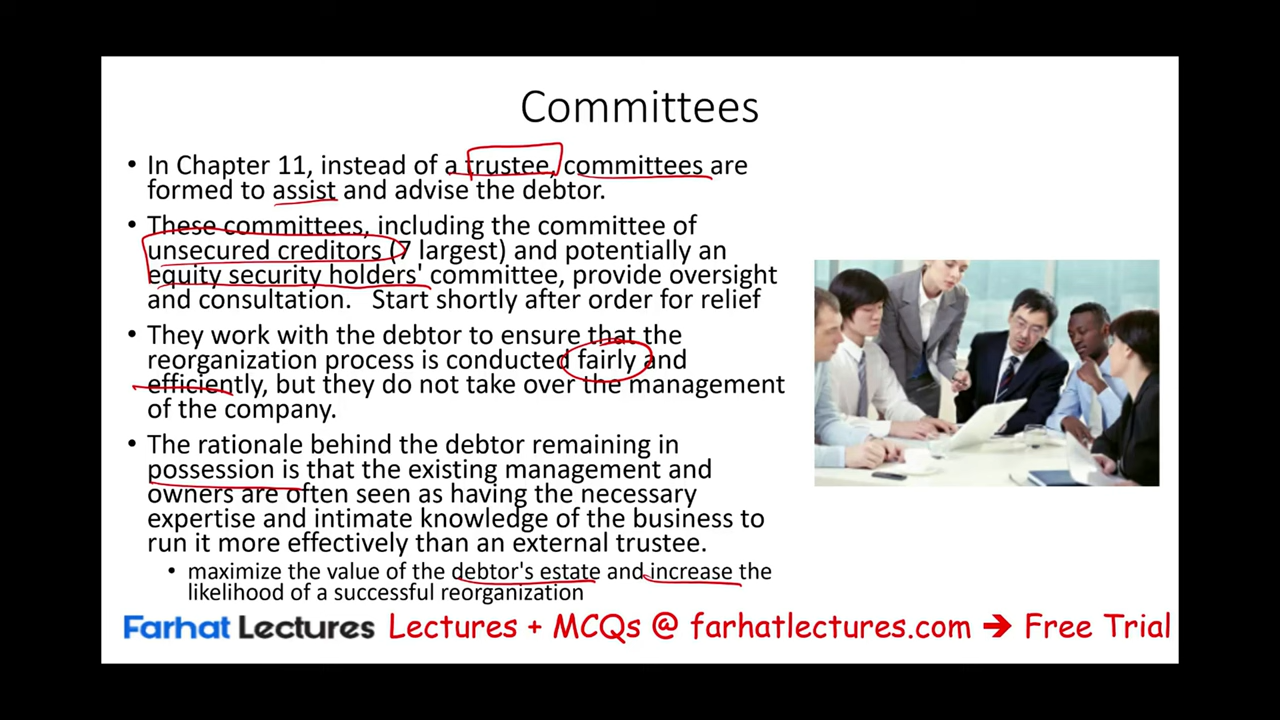 Committees
• In Chapter 11, instead of a trustee, committees are
formed to assist and advise the debtor.
• These committees, including the committee of
unsecured creditors (7 largest) and potentially an
equity security holders' committee, provide oversight
and consultation. Start shortly after order for relief
• They work with the debtor to ensure that the
reorganization process is conducted fairly and
efficiently, but they do not take over the management
of the company.
• The rationale behind the debtor remaining in
possession is that the existing management and
owners are often seen as having the necessary
expertise and intimate knowledge of the business to
run it more effectively than an external trustee.
• maximize the value of the debtor's estate and increase the
likelihood of a successful reorganization
Farhat Lectures Lectures + MCQs @ farhatlectures.com → Free Trial